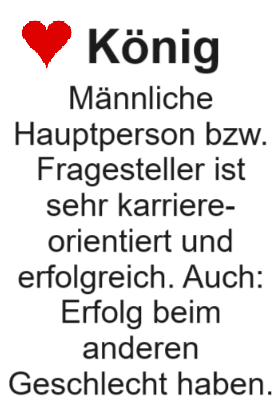 König
Männliche
Hauptperson bzw.
Fragesteller ist
sehr karriere-
orientiert und
erfolgreich. Auch:
Erfolg beim
anderen
Geschlecht haben.